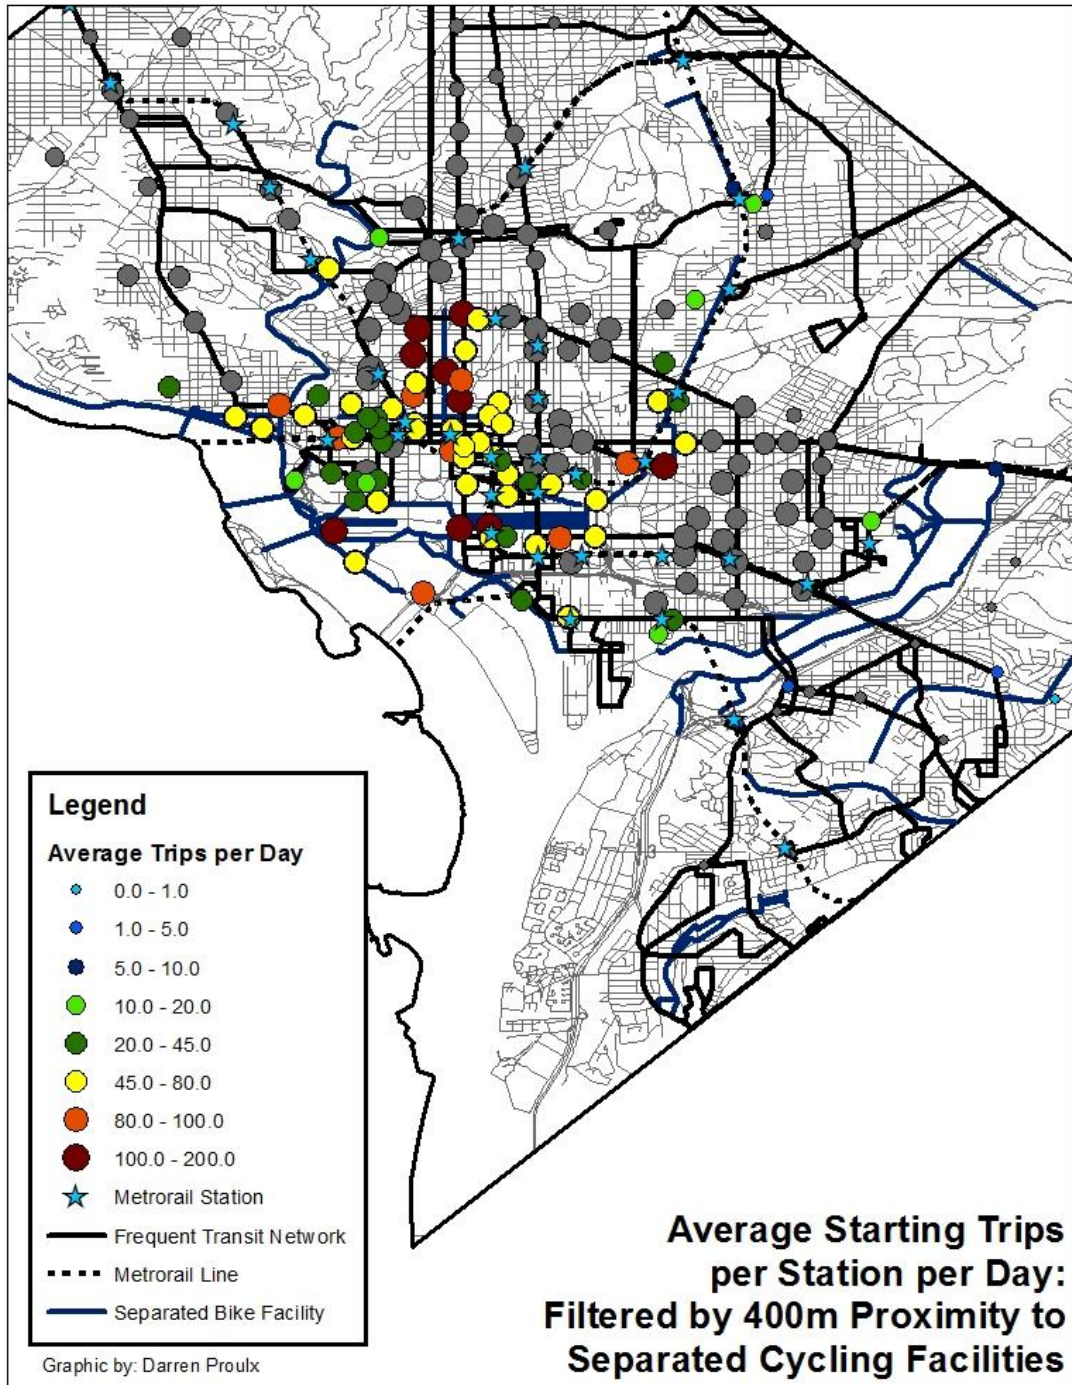 Legend
Average Trips per Day
0.0 - 1.0
1.0 - 5.0
5.0 - 10.0
10.0 - 20.0
20.0 - 45.0
45.0 - 80.0
80.0 - 100.0
100.0 - 200.0
Metrorail Station
Frequent Transit Network
Metrorail Line
Separated Bike Facility
Graphic by: Darren Proulx
Average Starting Trips
per Station per Day:
Filtered by 400m Proximity to
Separated Cycling Facilities